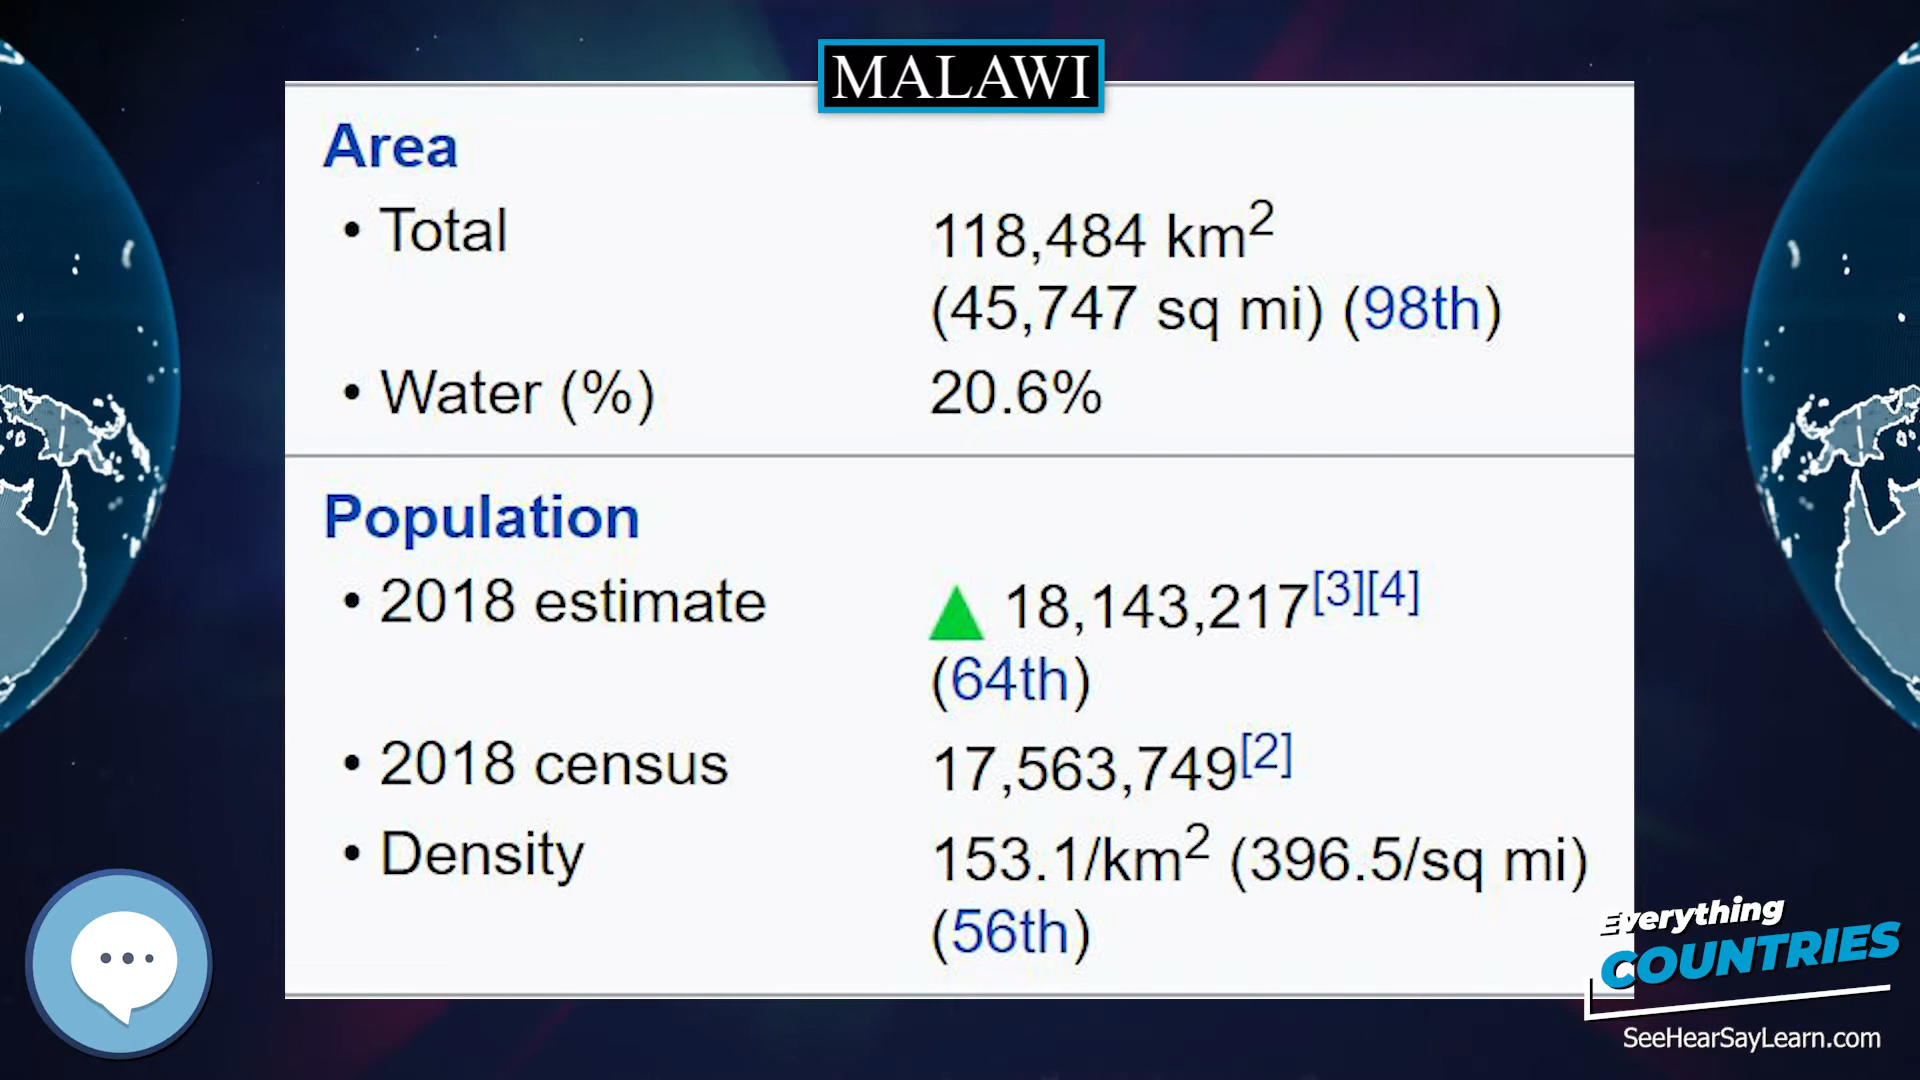 MALAWI
Area
• Total 118,484 km²
(45,747 sq mi) (98th)
• Water (%) 20.6%
Population
• 2018 estimate ▲ 18,143,217[3][4]
(64th)
• 2018 census 17,563,749[2]
• Density 153.1/km² (396.5/sq mi)
(56th)
Everything
COUNTRIES
SeeHearSayLearn.com